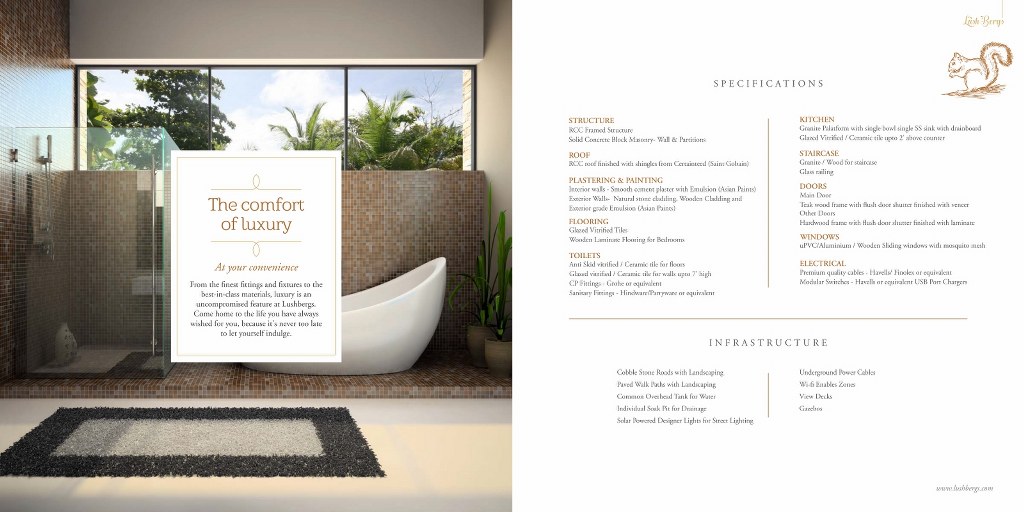 The comfort
of luxury
At your convenience
From the finest fittings and fixtures to the
best-in-class materials, luxury is an
uncompromised feature at Lushbergs.
Come home to the life you have always
wished for you, because it's never too late
to let yourself indulge.
Lush Bergs
SPECIFICATIONS
STRUCTURE
RCC Framed Structure
Solid Concrete Block Masonry- Wall & Partitions
ROOF
RCC roof finished with shingles from Certainteed (Saint Gobain)
PLASTERING & PAINTING
Interior walls - Smooth cement plaster with Emulsion (Asian Paints)
Exterior Walls- Natural stone cladding, Wooden Cladding and
Exterior grade Emulsion (Asian Paints)
FLOORING
Glazed Vitrified Tiles
Wooden Laminate Flooring for Bedrooms
TOILETS
Anti Skid vitrified / Ceramic tile for floors
Glazed vitrified / Ceramic tile for walls upto 7' high
CP Fittings - Grohe or equivalent
Sanitary Fittings - Hindware/Parryware or equivalent
KITCHEN
Granite Palatform with single bowl single SS sink with drainboard
Glazed Vitrified / Ceramic tile upto 2' above counter
STAIRCASE
Granite / Wood for staircase
Glass railing
DOORS
Main Door
Teak wood frame with flush door shutter finished with veneer
Other Doors
Hardwood frame with flush door shutter finished with laminate
WINDOWS
uPVC/Aluminium / Wooden Sliding windows with mosquito mesh
ELECTRICAL
Premium quality cables - Havells/ Finolex or equivalent
Modular Switches - Havells or equivalent USB Port Chargers
INFRASTRUCTURE
Cobble Stone Roads with Landscaping
Paved Walk Paths with Landscaping
Common Overhead Tank for Water
Individual Soak Pit for Drainage
Solar Powered Designer Lights for Street Lighting
Underground Power Cables
Wi-fi Enables Zones
View Decks
Gazebos
www.lushbergs.com